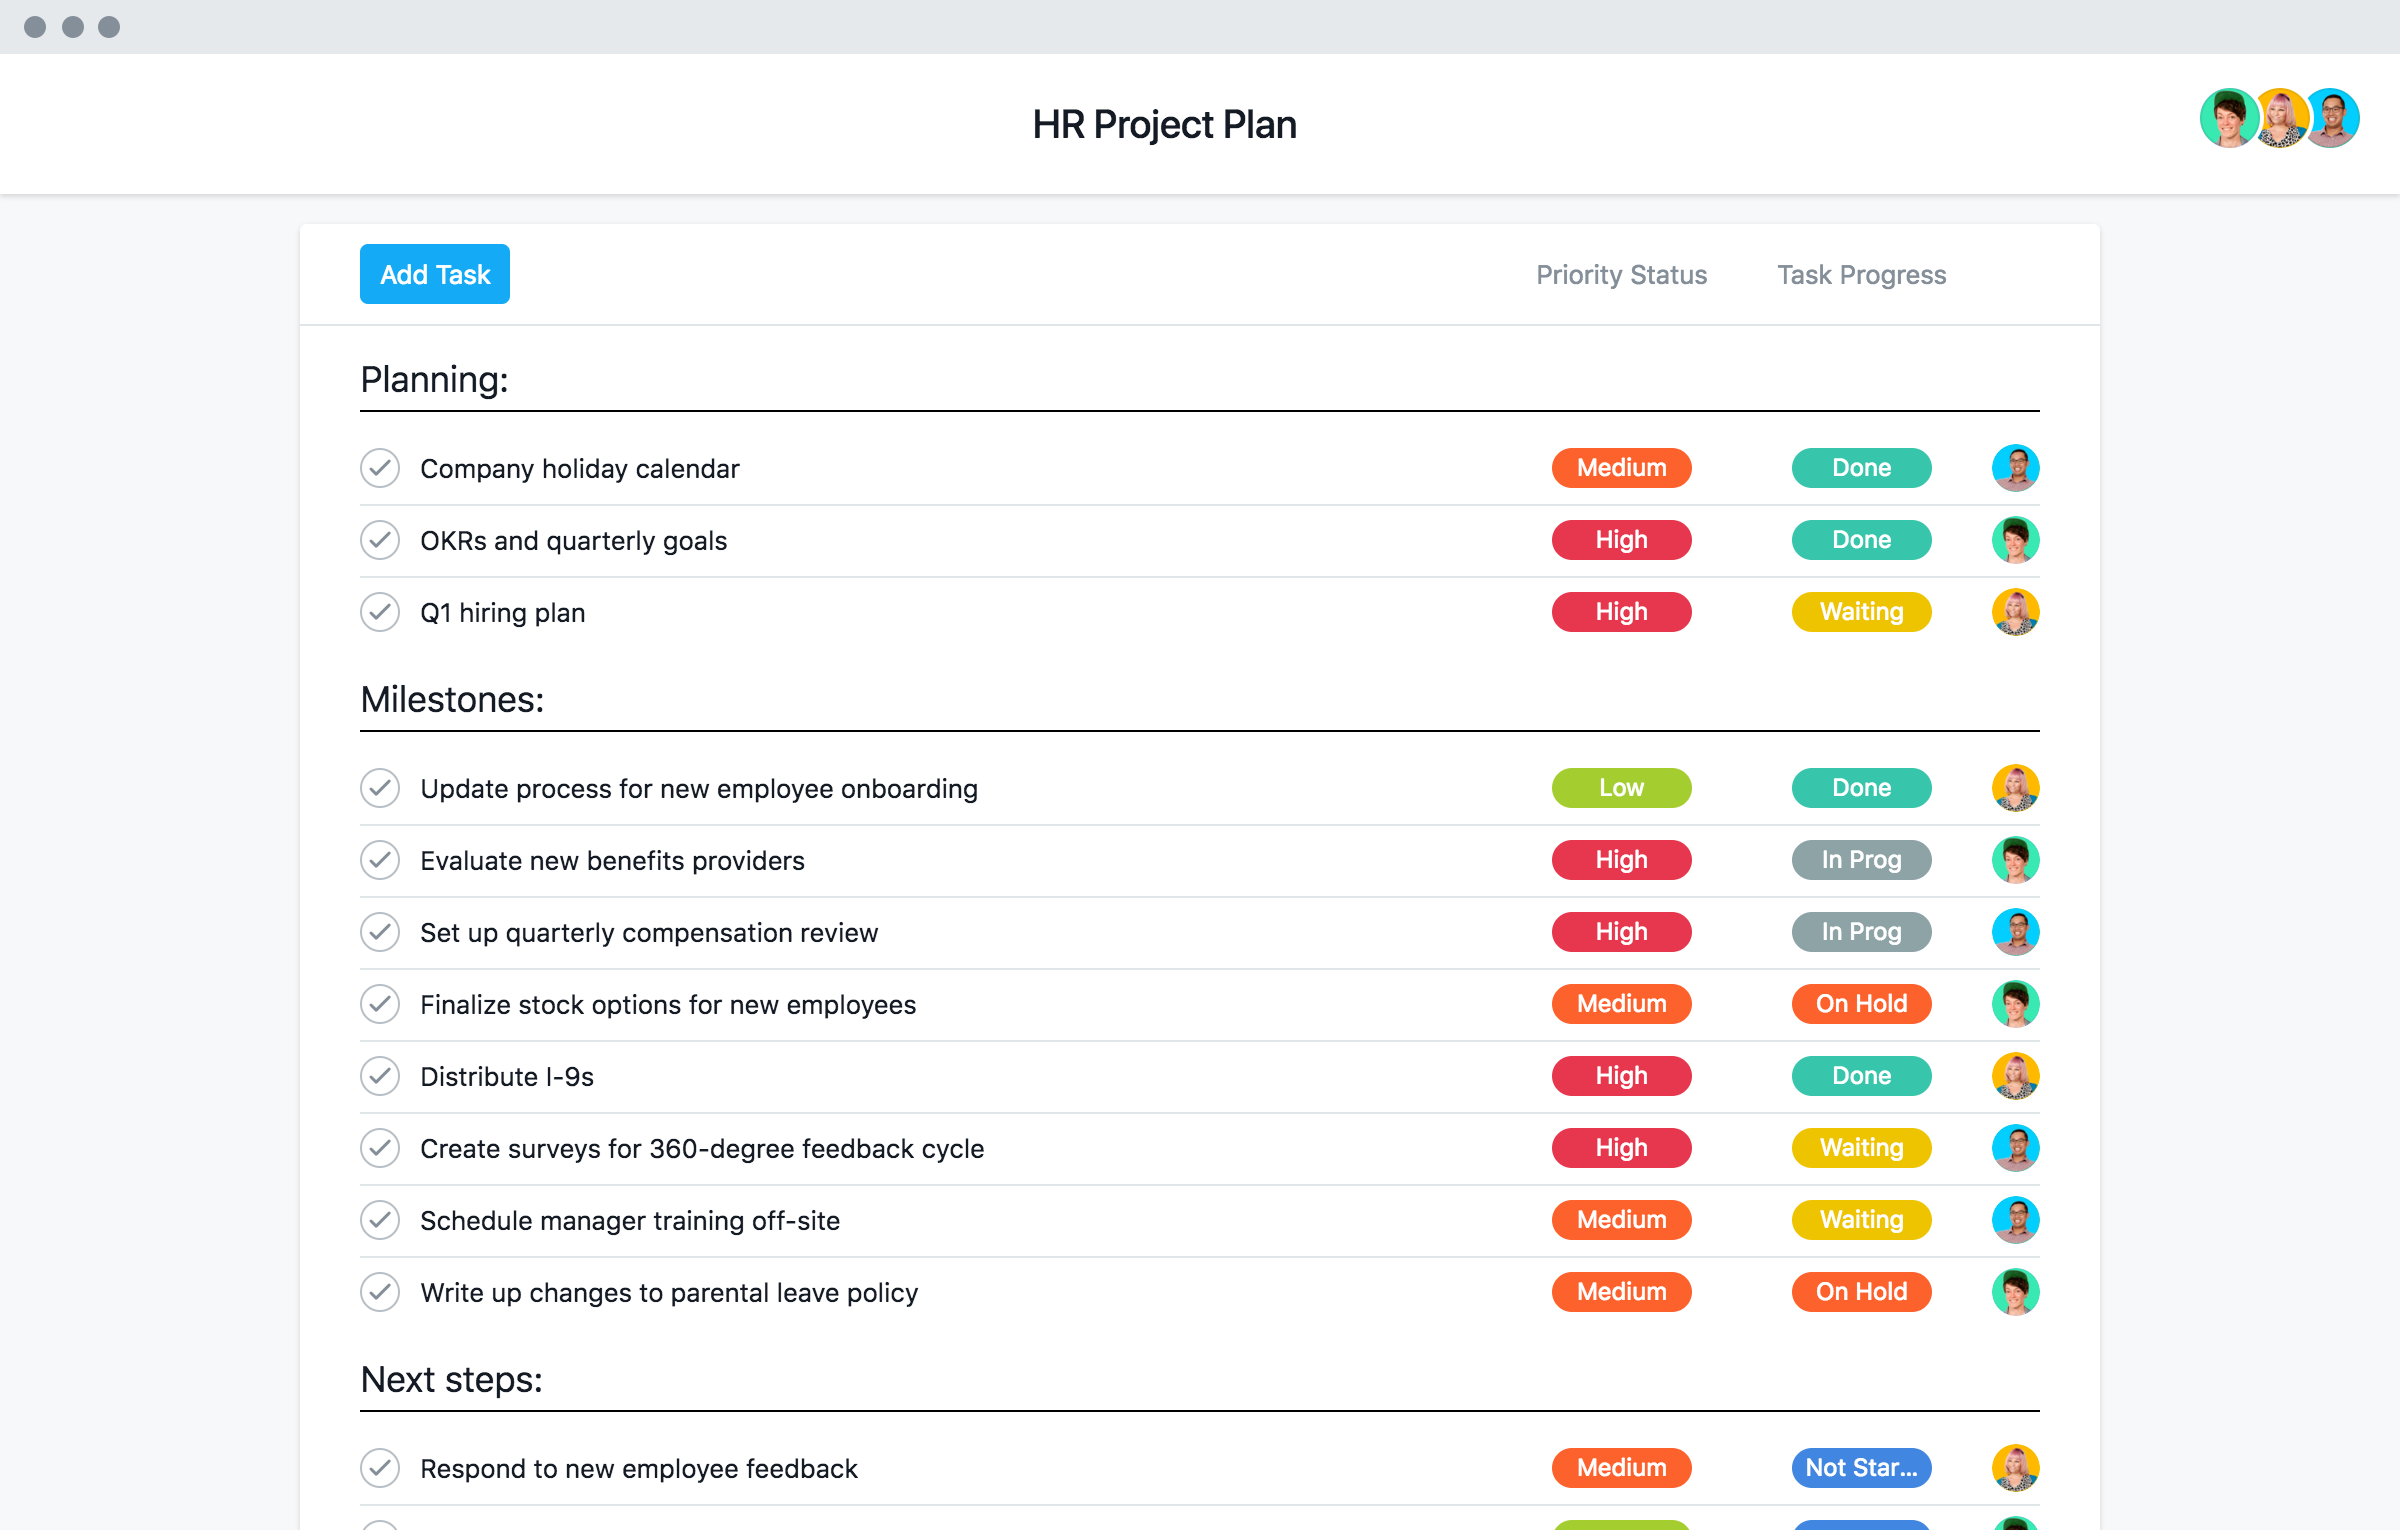 HR Project Plan
Add Task Priority Status Task Progress
Planning:
Company holiday calendar Medium Done
OKRs and quarterly goals High Done
Q1 hiring plan High Waiting
Milestones:
Update process for new employee onboarding Low Done
Evaluate new benefits providers High In Prog
Set up quarterly compensation review High In Prog
Finalize stock options for new employees Medium On Hold
Distribute I-9s High Done
Create surveys for 360-degree feedback cycle High Waiting
Schedule manager training off-site Medium Waiting
Write up changes to parental leave policy Medium On Hold
Next steps:
Respond to new employee feedback Medium Not Star...